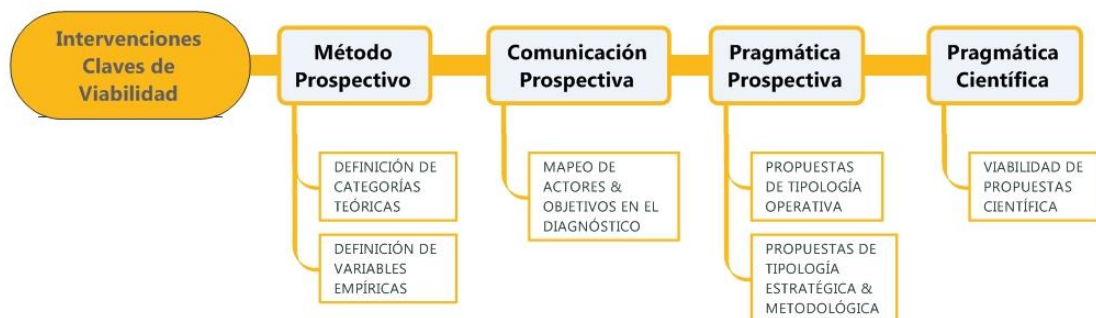 Intervenciones
Claves de
Viabilidad
Método
Prospectivo
Comunicación
Prospectiva
Pragmática
Prospectiva
Pragmática
Científica
DEFINICIÓN DE
CATEGORÍAS
TEÓRICAS
DEFINICIÓN DE
VARIABLES
EMPÍRICAS
MAPEO DE
ACTORES &
OBJETIVOS EN EL
DIAGNÓSTICO
PROPUESTAS
DE TIPOLOGÍA
OPERATIVA
PROPUESTAS DE
TIPOLOGÍA
ESTRATÉGICA &
METODOLÓGICA
VIABILIDAD DE
PROPUESTAS
CIENTÍFICA